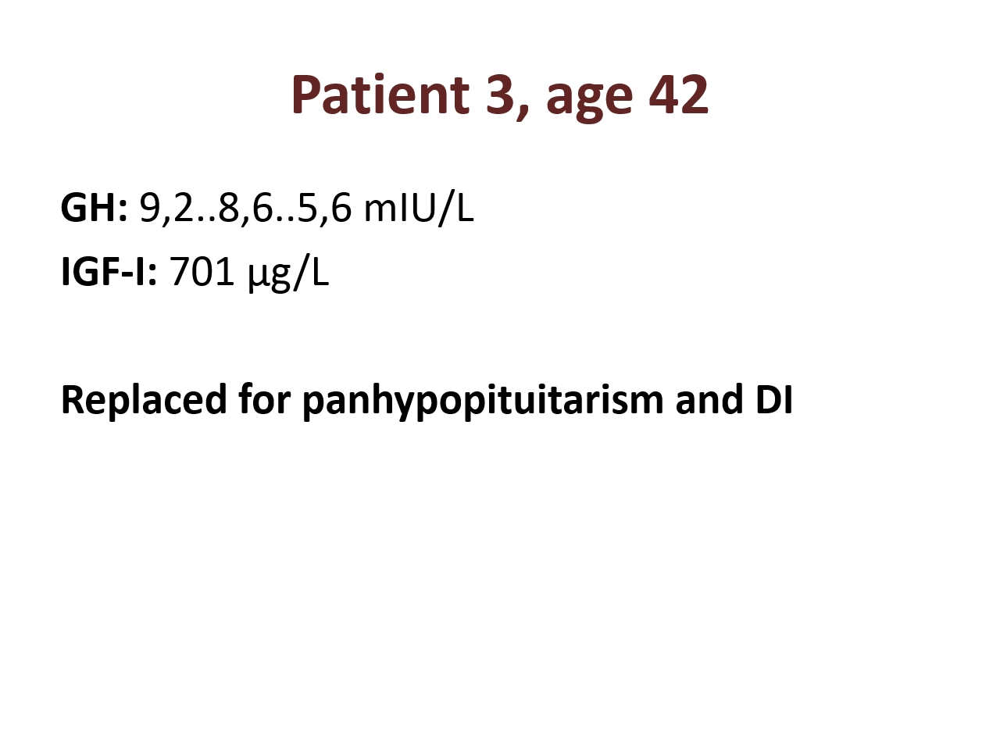 Patient 3, age 42
GH: 9,2..8,6..5,6 mIU/L
IGF-I: 701 µg/L
Replaced for panhypopituitarism and DI